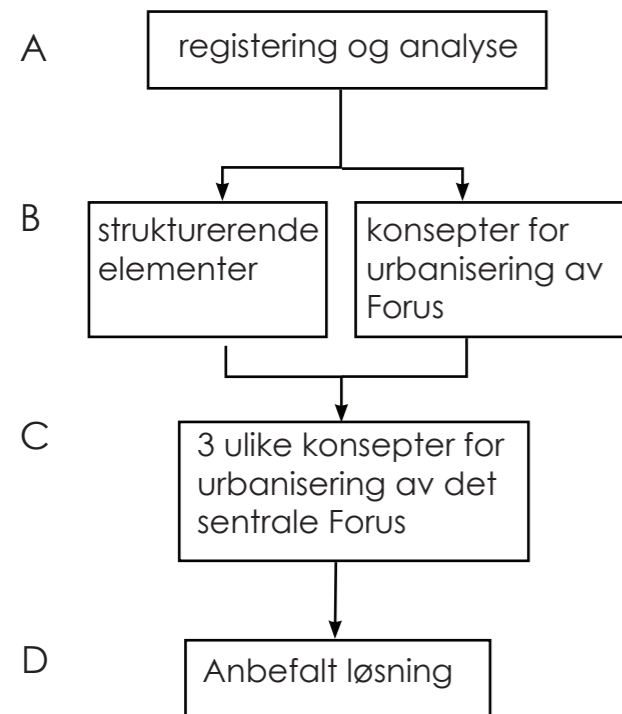 A
registering og analyse
B
strukturerende
elementer
konsepter for
urbanisering av
Forus
C
3 ulike konsepter for
urbanisering av det
sentrale Forus
D
Anbefalt løsning